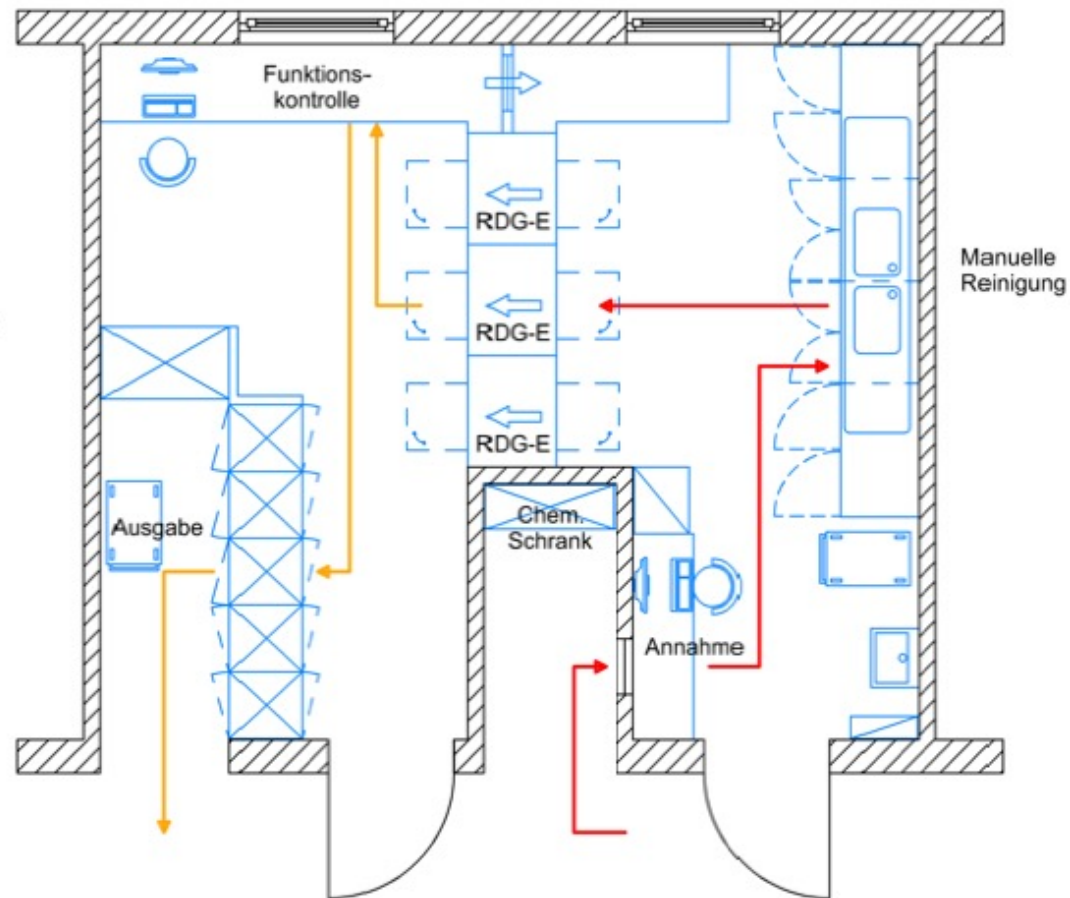 Funktions-
kontrolle
RDG-E
RDG-E
RDG-E
Manuelle
Reinigung
Ausgabe
Chem.
Schrank
Annahme